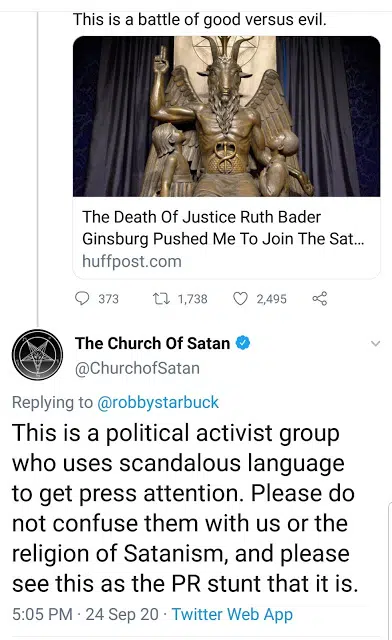 This is a battle of good versus evil.
The Death Of Justice Ruth Bader
Ginsburg Pushed Me To Join The Sat...
huffpost.com
373 1,738 2,495
The Church Of Satan
@ChurchofSatan
Replying to @robbystarbuck
This is a political activist group
who uses scandalous language
to get press attention. Please do
not confuse them with us or the
religion of Satanism, and please
see this as the PR stunt that it is.
5:05 PM · 24 Sep 20 · Twitter Web App